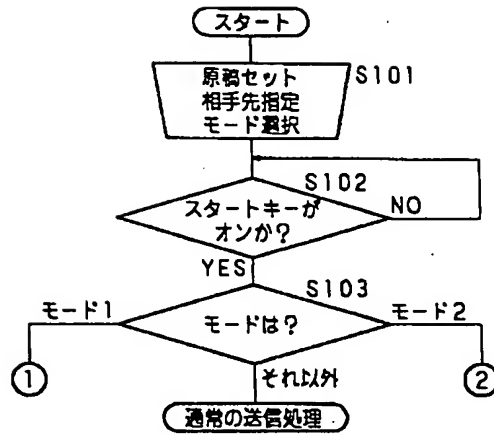 スタート
原稿セット
相手先指定
モード選択
S101
S102
スタートキーが
オンか?
NO
YES
S103
モード1
モードは?
モード2
1
それ以外
2
通常の送信処理